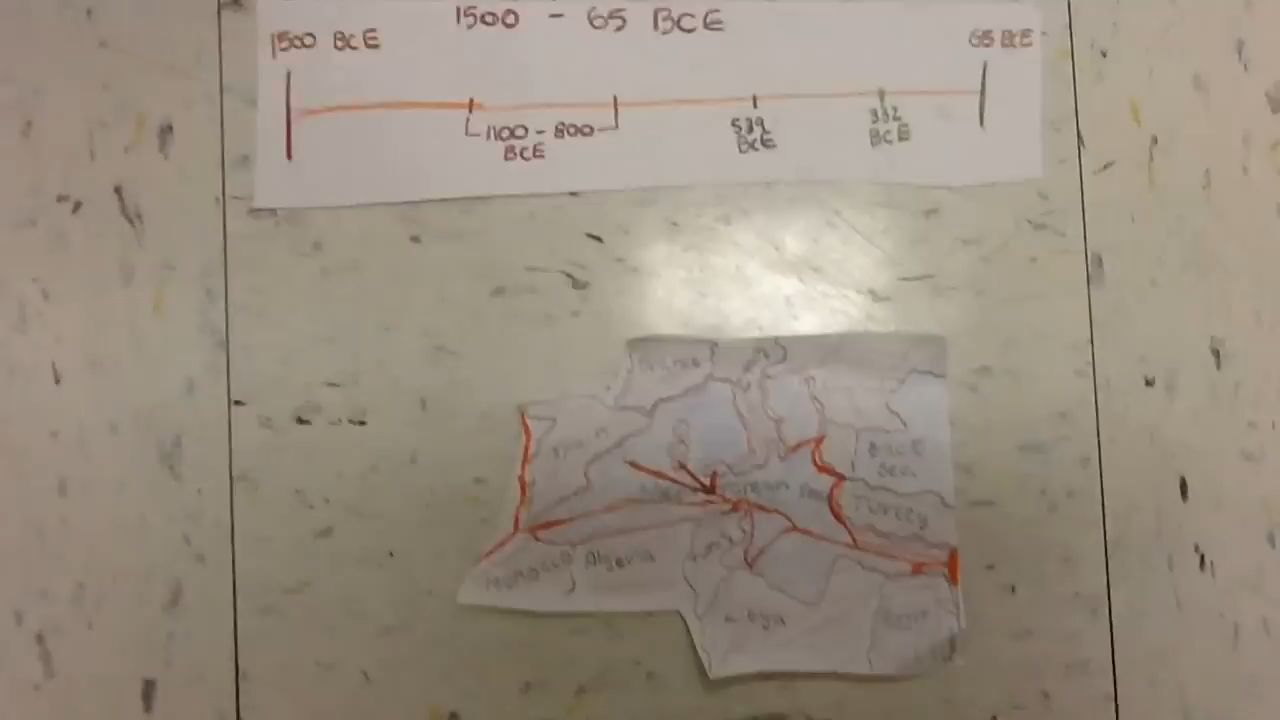 1500 - 65 BCE
1500 BCE
65 BCE
1100 - 800
BCE
539
BCE
332
BCE
Black
Sea
Turkey
Morocco
Algeria
Libya